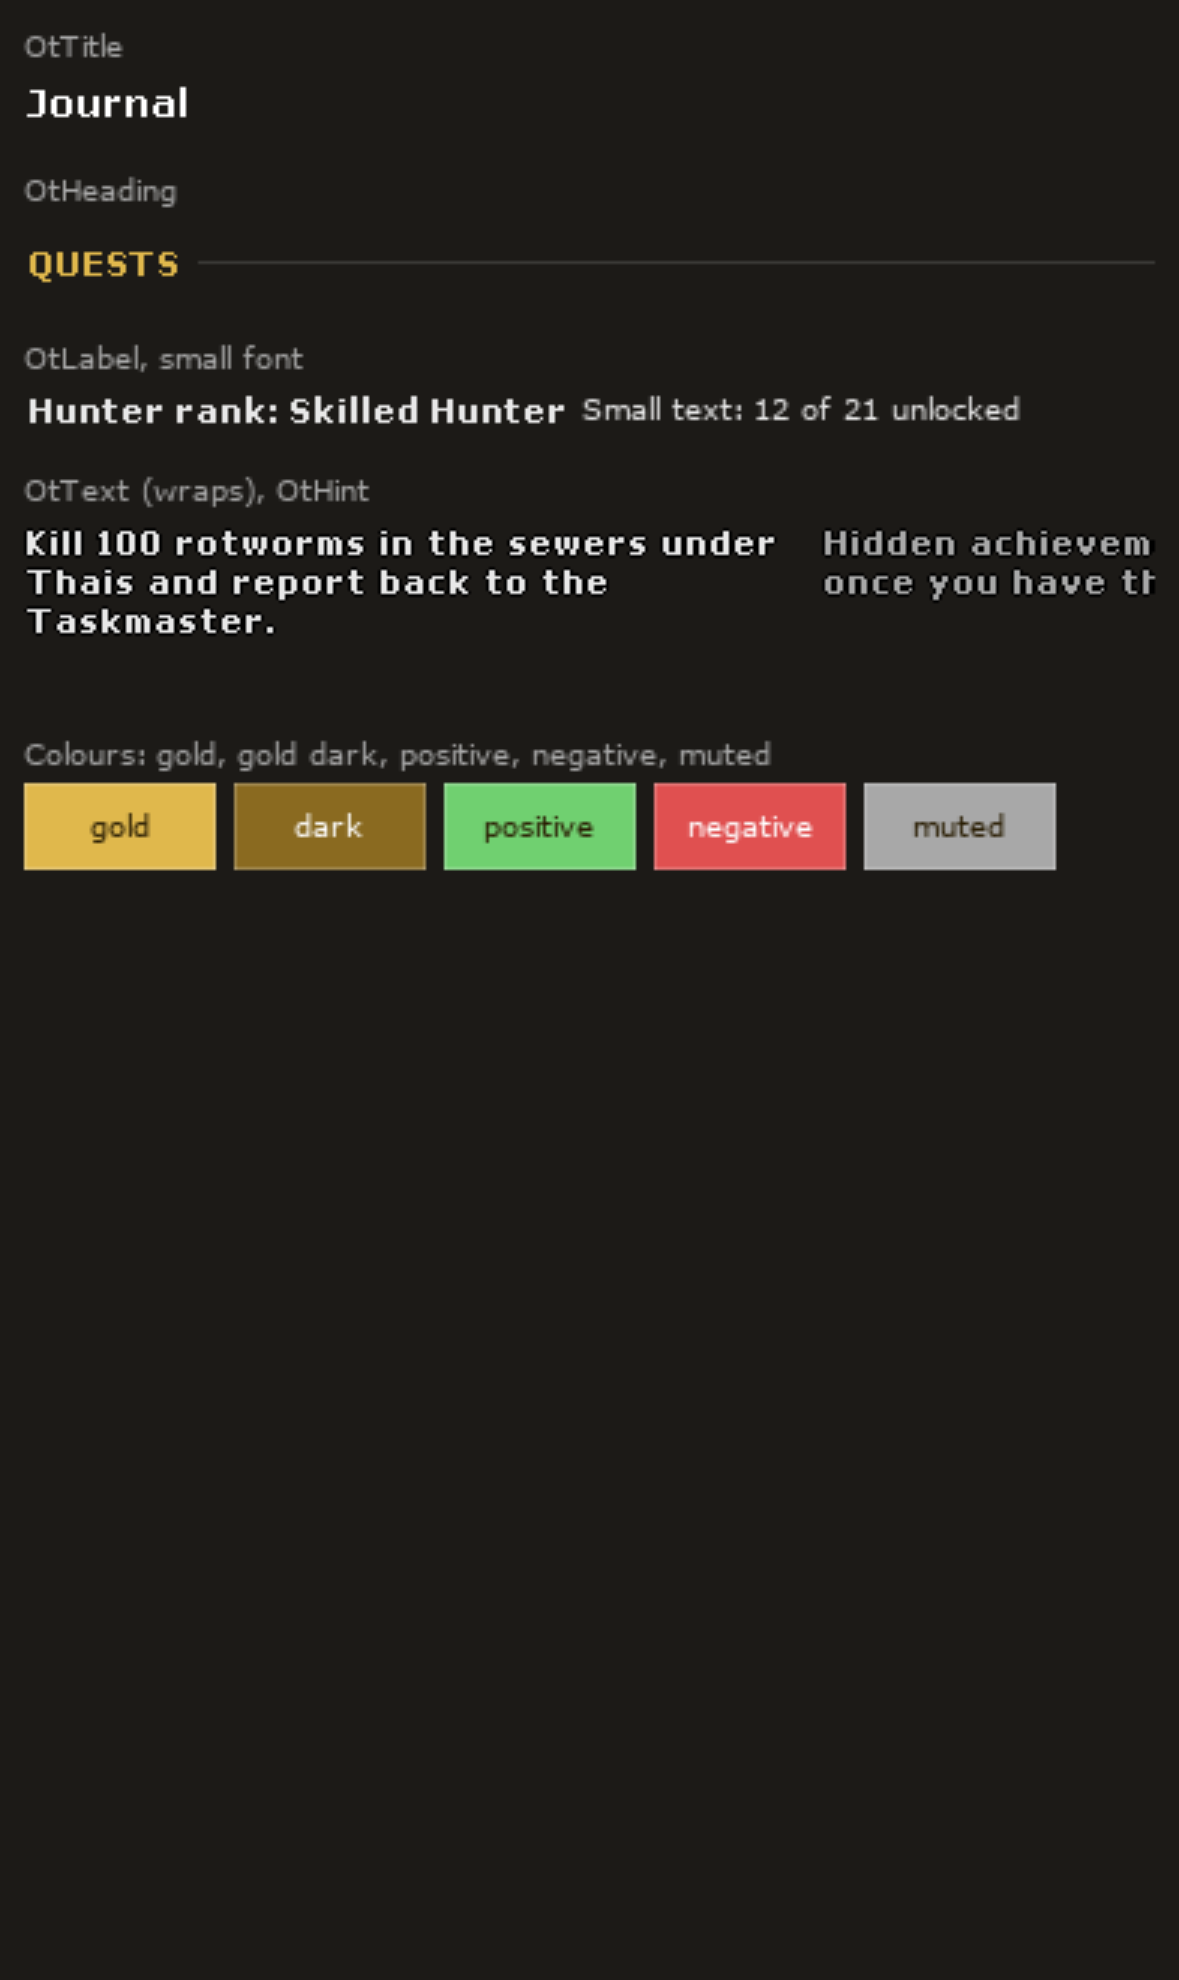 OtTitle
Journal
OtHeading
QUESTS
OtLabel, small font
Hunter rank: Skilled Hunter Small text: 12 of 21 unlocked
OtText (wraps), OtHint
Kill 100 rotworms in the sewers under
Thais and report back to the
Taskmaster.
Hidden achievem
once you have th
Colours: gold, gold dark, positive, negative, muted
gold dark positive negative muted